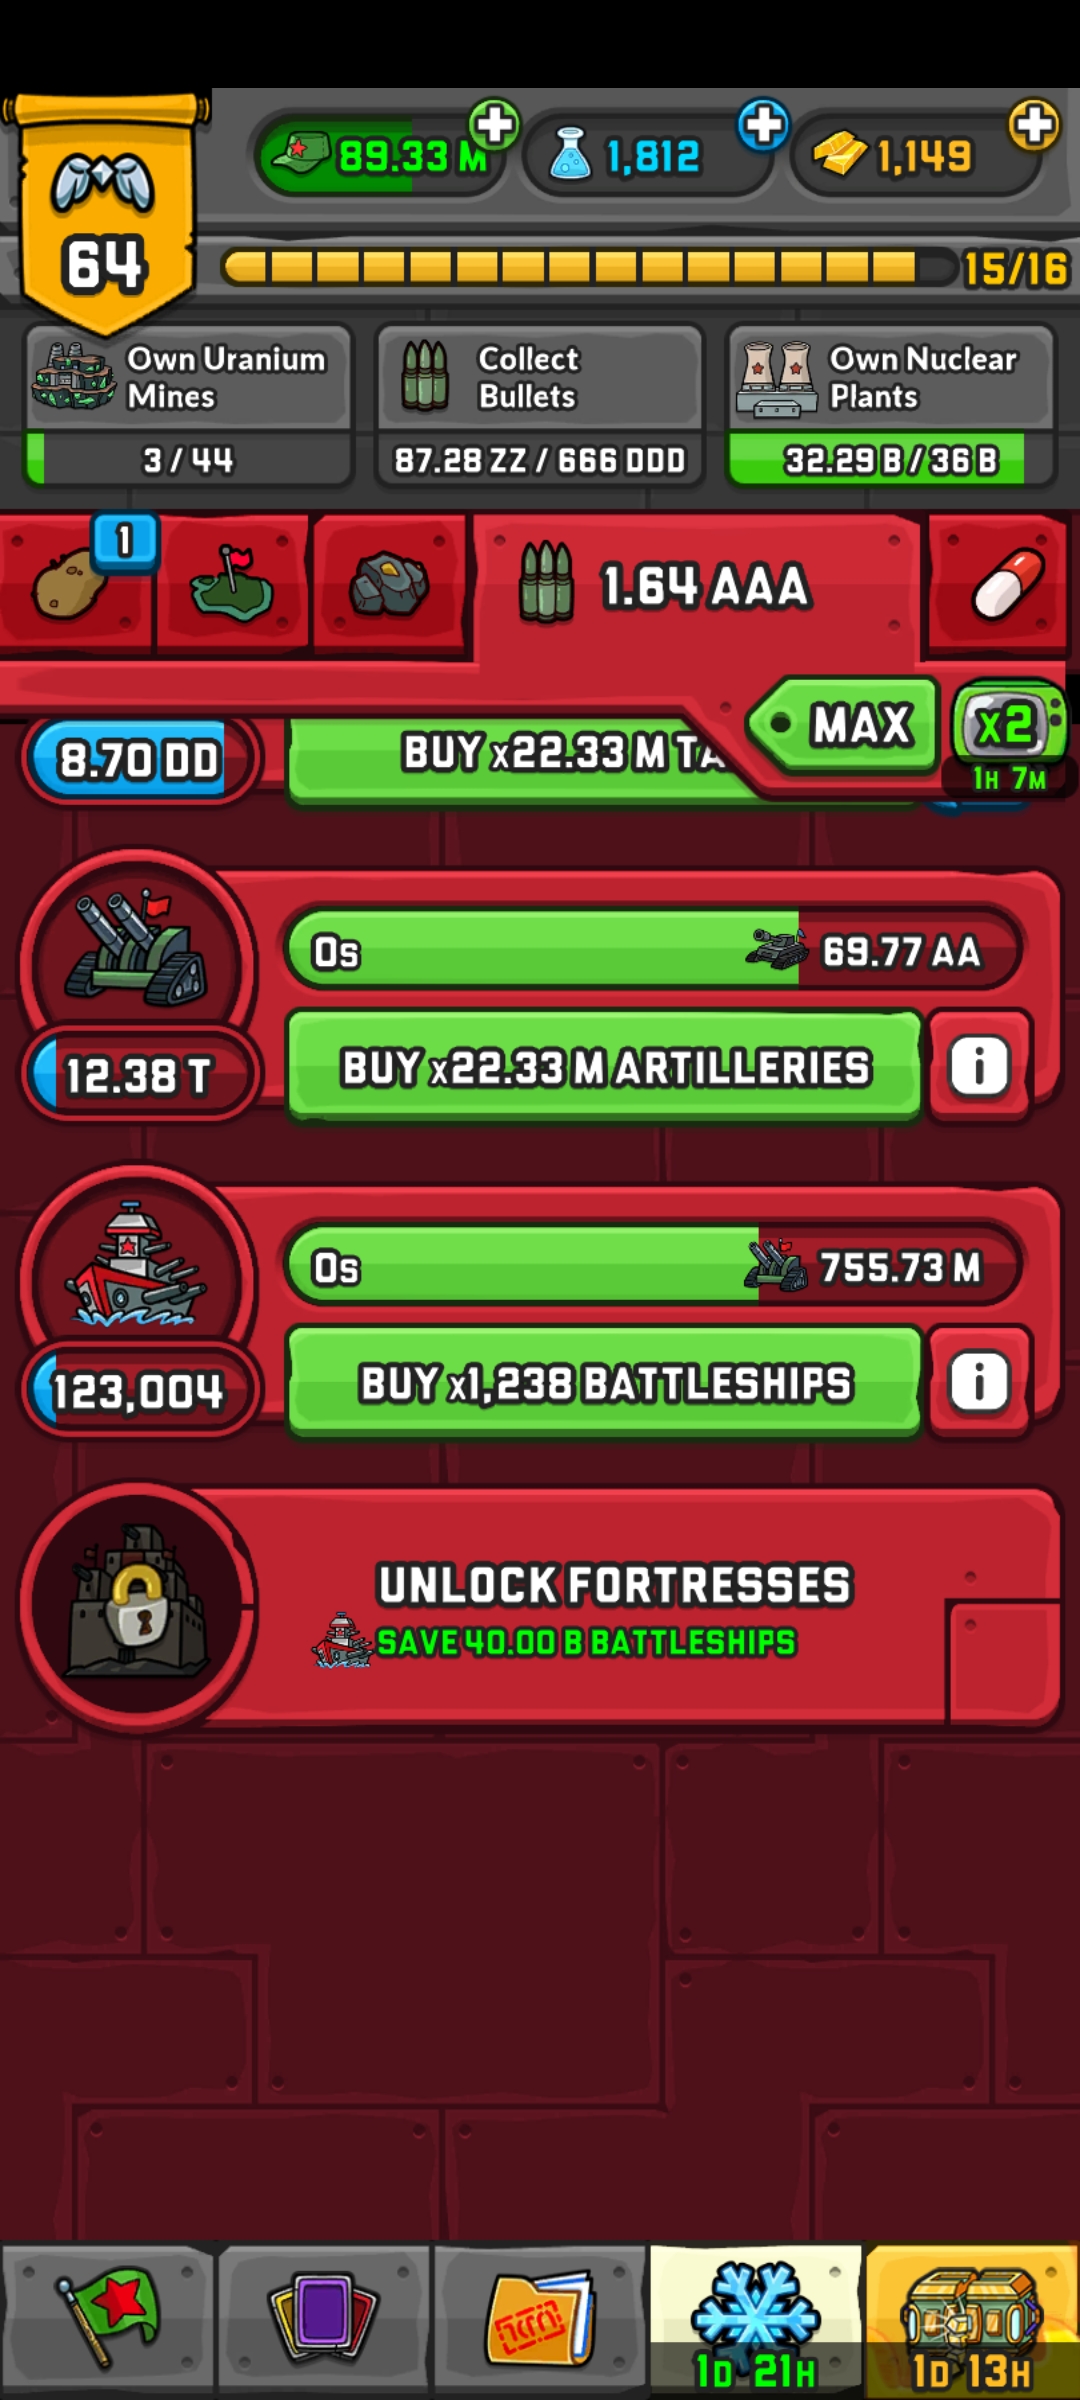 89.33 M
1,812
1,149
64
15/16
Own Uranium
Mines
3 / 44
Collect
Bullets
87.28 ZZ / 666 DDD
Own Nuclear
Plants
32.29 B / 36 B
1
1.64 AAA
MAX
x2
1H 7M
8.70 DD
BUY x22.33 M TA
0s
69.77 AA
12.38 T
BUY x22.33 M ARTILLERIES
i
0s
755.73 M
123,004
BUY x1,238 BATTLESHIPS
i
UNLOCK FORTRESSES
SAVE 40.00 B BATTLESHIPS
1D 21H
1D 13H